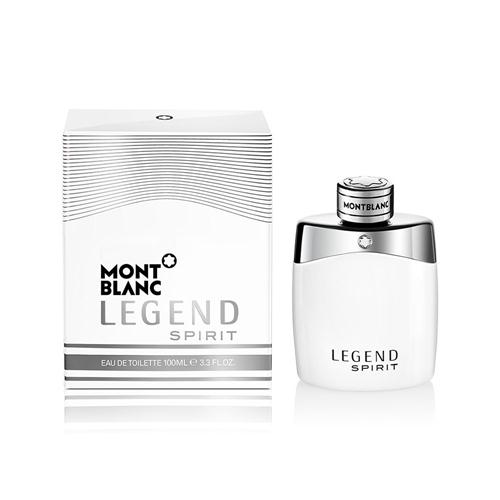 MONT
BLANC
LEGEND
SPIRIT
EAU DE TOILETTE 100ML ℮ 3.3 FL.OZ.
MONTBLANC
LEGEND
SPIRIT